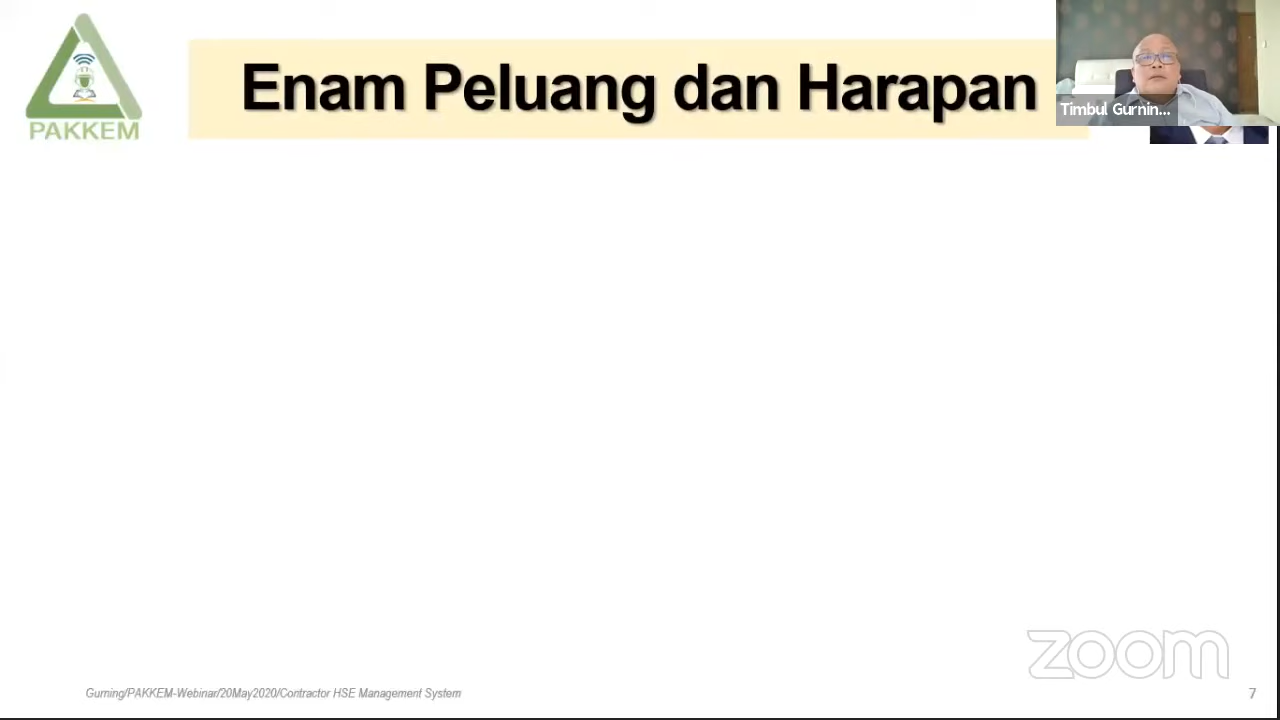 PAKKEM
Enam Peluang dan Harapan
Timbul Gurnin...
zoom
Gurning/PAKKEM-Webinar/20May2020/Contractor HSE Management System
7